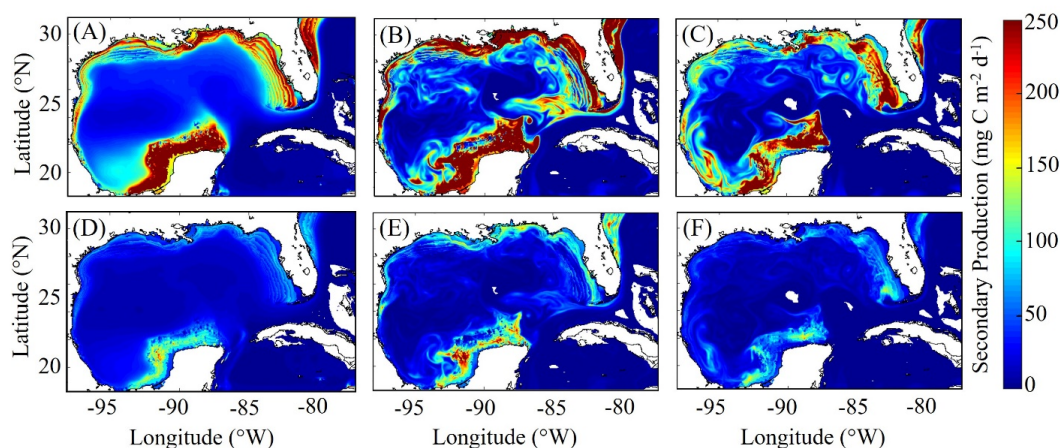 (A) (B) (C)
30
25
20
Latitude (°N)
(D) (E) (F)
30
25
20
Latitude (°N)
-95 -90 -85 -80 -95 -90 -85 -80 -95 -90 -85 -80
Longitude (°W) Longitude (°W) Longitude (°W)
250
200
150
100
50
0
Secondary Production (mg C m⁻² d⁻¹)